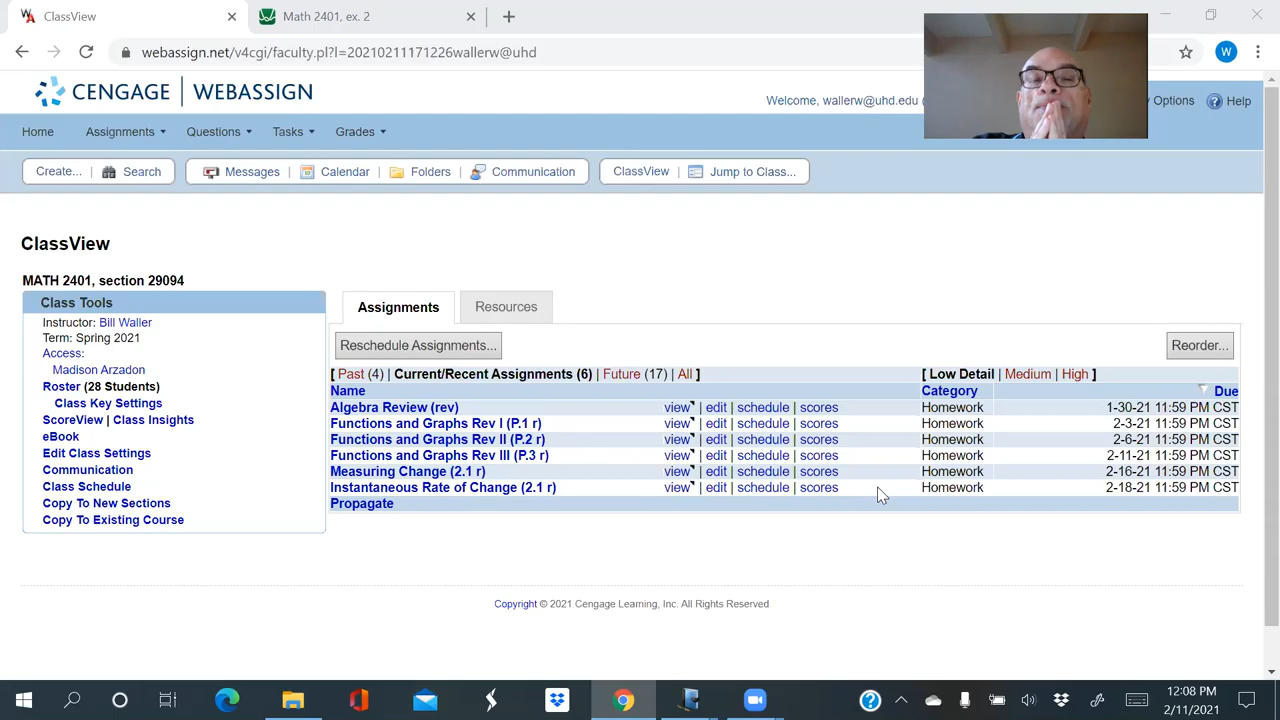 ClassView
Math 2401, ex. 2
webassign.net/v4cgi/faculty.pl?l=20210211171226wallerw@uhd
W
CENGAGE | WEBASSIGN
Welcome, wallerw@uhd.edu (
Options
Help
Home
Assignments
Questions
Tasks
Grades
Create... | Search
Messages | Calendar | Folders | Communication
ClassView | Jump to Class...
ClassView
MATH 2401, section 29094
Class Tools
Instructor: Bill Waller
Term: Spring 2021
Access:
Madison Arzadon
Roster (28 Students)
Class Key Settings
ScoreView | Class Insights
eBook
Edit Class Settings
Communication
Class Schedule
Copy To New Sections
Copy To Existing Course
Assignments
Resources
Reschedule Assignments...
Reorder...
[ Past (4) | Current/Recent Assignments (6) | Future (17) | All ]
[ Low Detail | Medium | High ]
Name Category Due
Algebra Review (rev) view | edit | schedule | scores Homework 1-30-21 11:59 PM CST
Functions and Graphs Rev I (P.1 r) view | edit | schedule | scores Homework 2-3-21 11:59 PM CST
Functions and Graphs Rev II (P.2 r) view | edit | schedule | scores Homework 2-6-21 11:59 PM CST
Functions and Graphs Rev III (P.3 r) view | edit | schedule | scores Homework 2-11-21 11:59 PM CST
Measuring Change (2.1 r) view | edit | schedule | scores Homework 2-16-21 11:59 PM CST
Instantaneous Rate of Change (2.1 r) view | edit | schedule | scores Homework 2-18-21 11:59 PM CST
Propagate
Copyright © 2021 Cengage Learning, Inc. All Rights Reserved
12:08 PM
2/11/2021